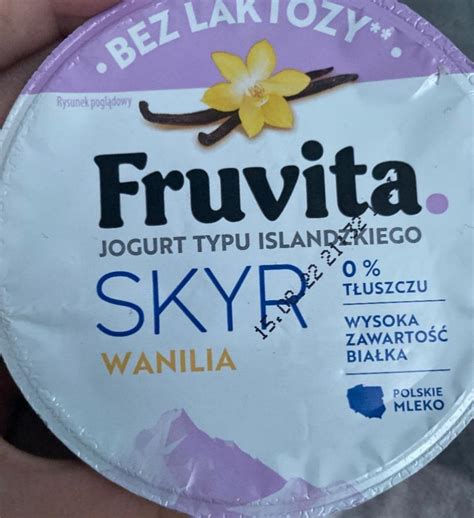 BEZ LAKTOZY**
Rysunek poglądowy
Fruvita.
JOGURT TYPU ISLANDZKIEGO
SKYR
WANILIA
0 %
TŁUSZCZU
WYSOKA
ZAWARTOŚĆ
BIAŁKA
POLSKIE
MLEKO